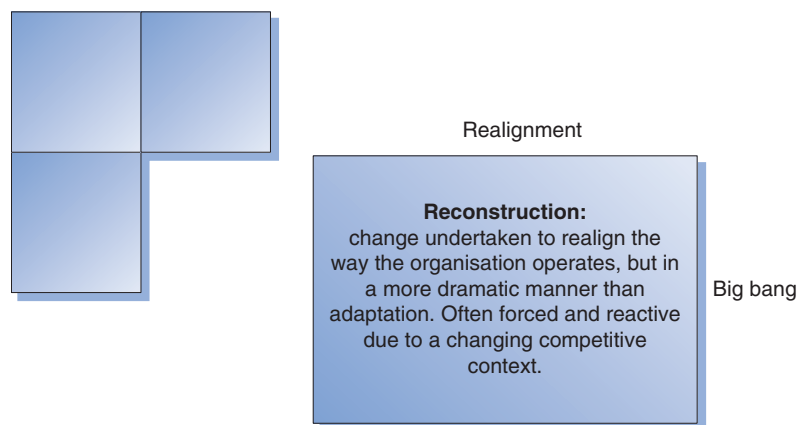 Realignment
Reconstruction:
change undertaken to realign the
way the organisation operates, but in
a more dramatic manner than
adaptation. Often forced and reactive
due to a changing competitive
context.
Big bang